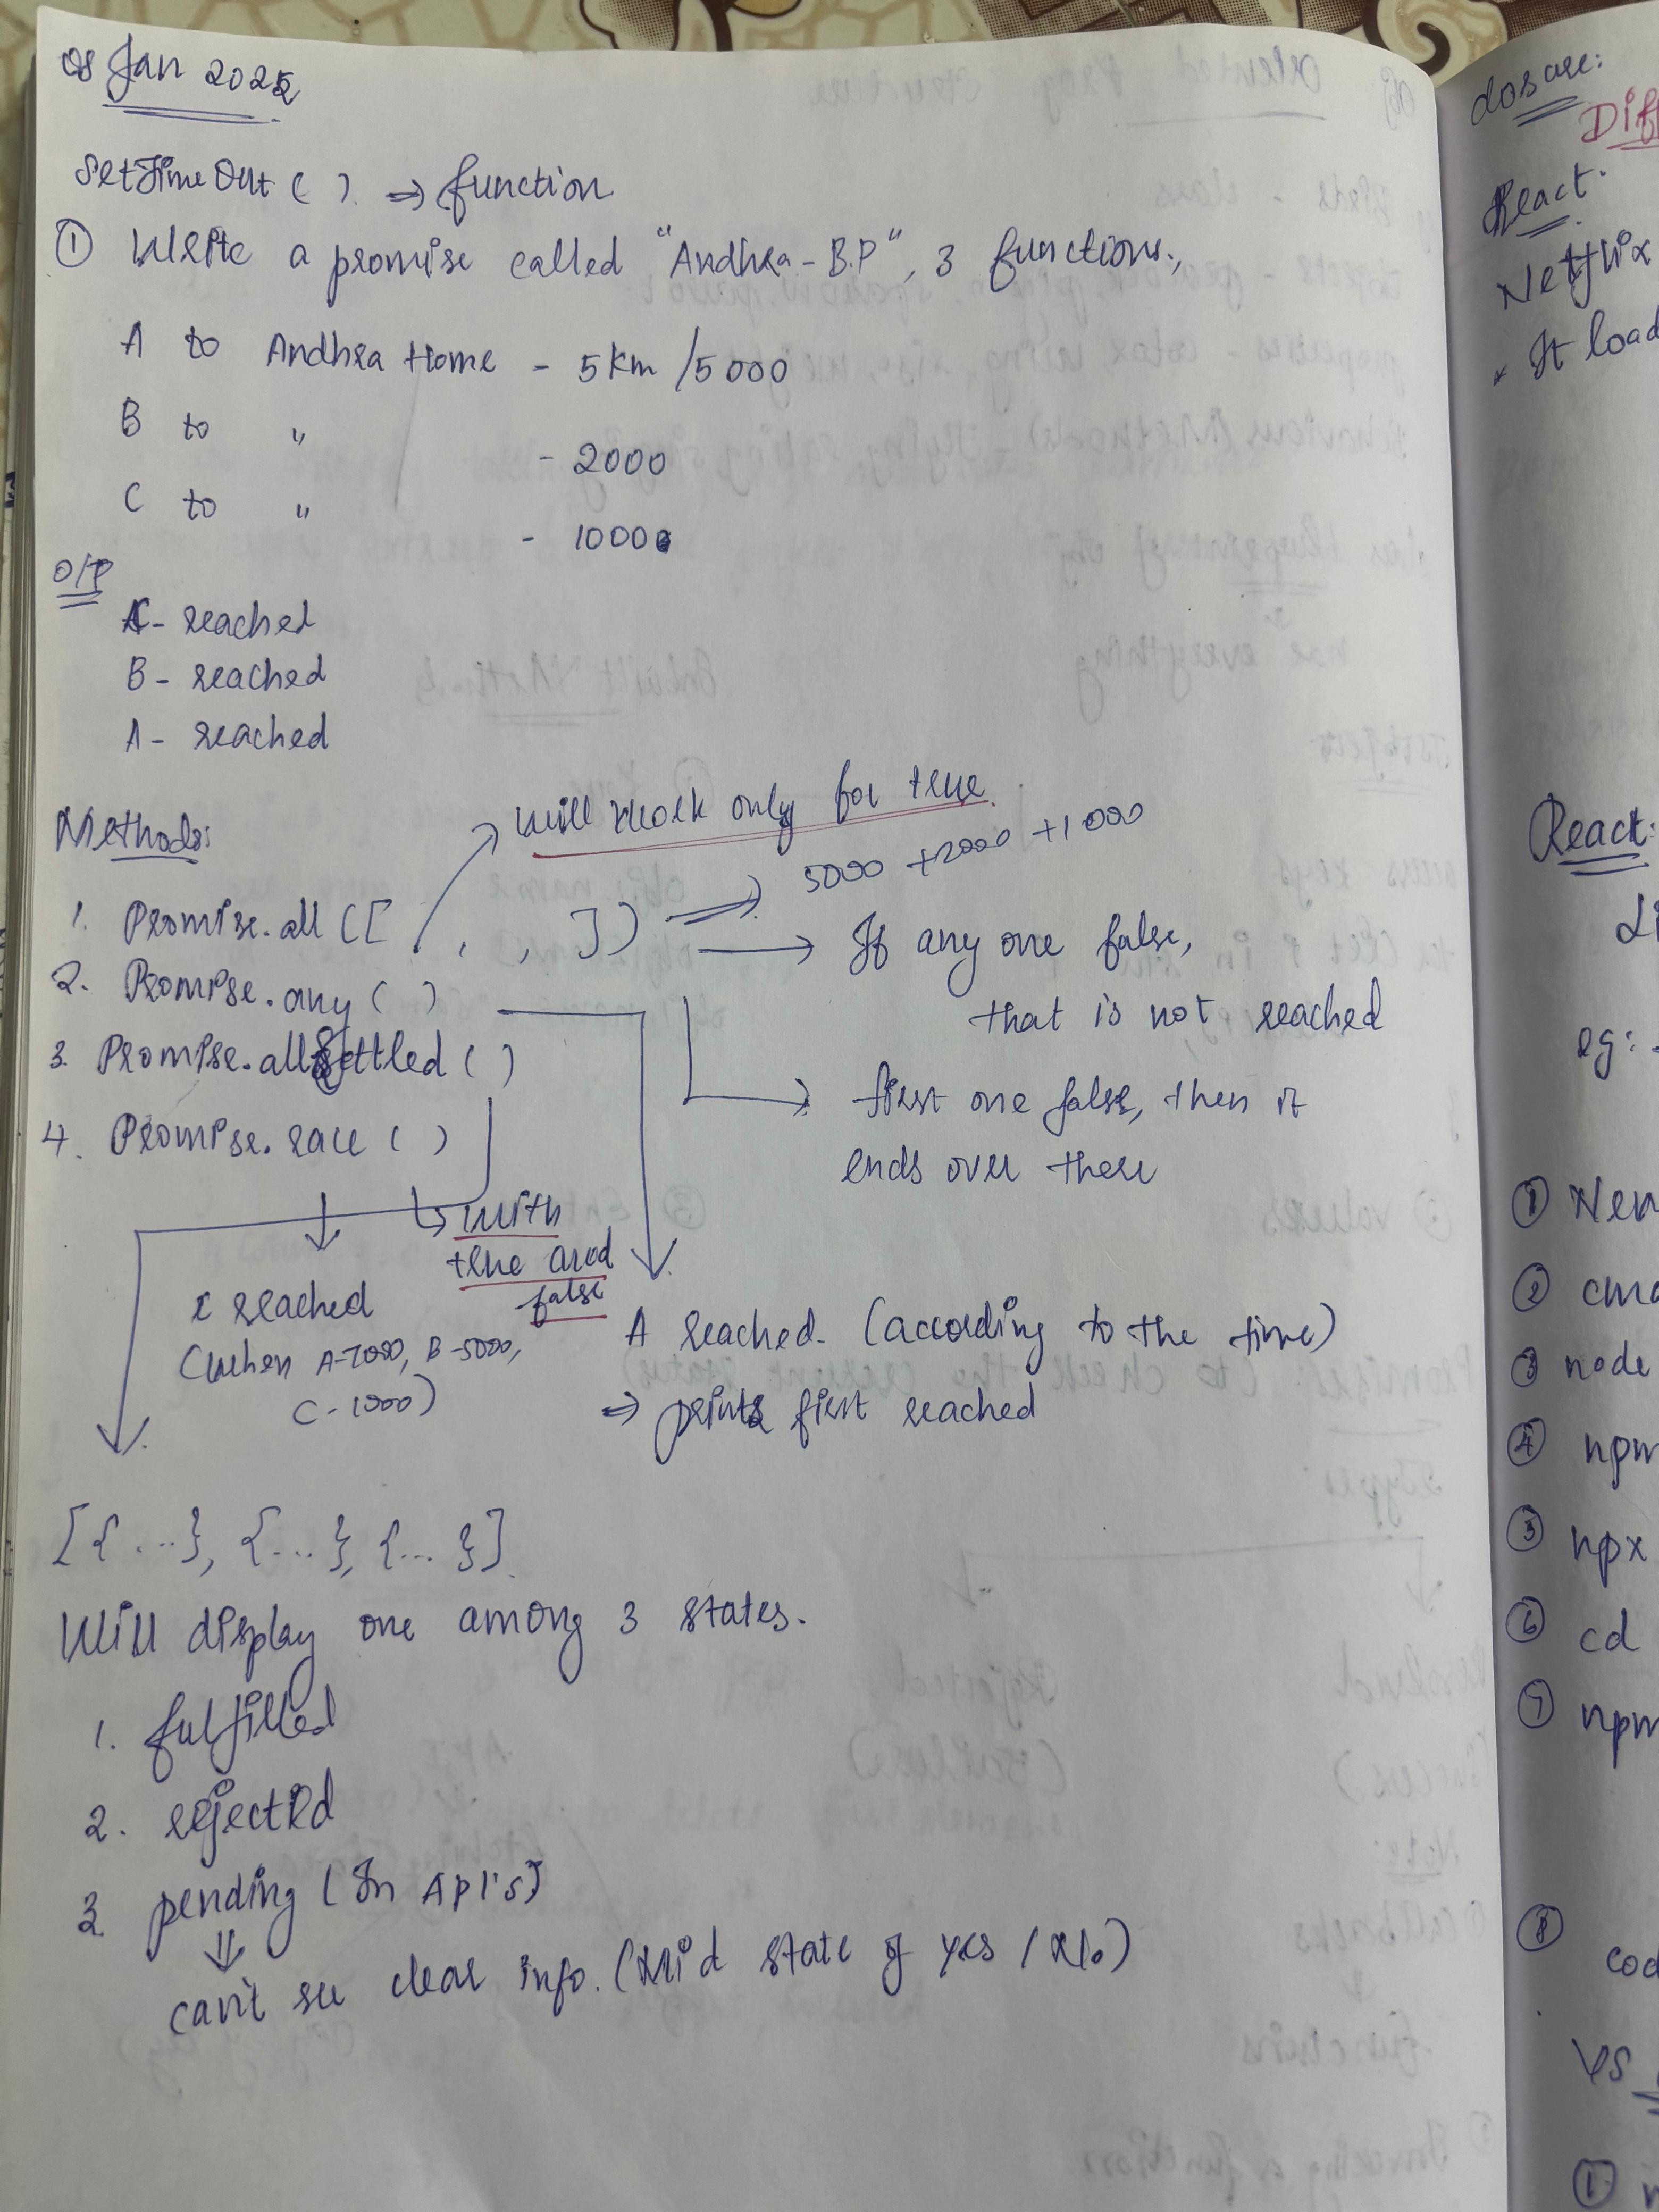 08 Jan 2025
SetTimeOut ( ). => function
① Write a promise called "Andhra-B.P", 3 functions.,
A to Andhra Home - 5 km /5000
B to " - 2000
C to " - 1000
O/P
C- reached
B- reached
A- reached
Methods:
will work only for true.
1. Promise.all ([ , , ]) => 5000 +2000 +1000
-> If any one false,
that is not reached
2. Promise.any ( )
3. Promise.allSettled ( )
first one false, then it
ends over there
4. Promise.race ( )
with
true and
false
C reached
(when A-7000, B-5000,
C-1000)
A reached. (according to the time)
=> prints first reached
[{...}, {...}, {...}]
Will display one among 3 states.
1. fulfilled
2. rejected
3. pending (In API's)
can't see clear info. (Mid state of yes / no)
dosare:
Diff
React:
Netflix
* It load
React:
Li
eg:
① New
② cmd
③ node
④ npm
⑤ npx
⑥ cd
⑦ npm
⑧
cod
VS
①